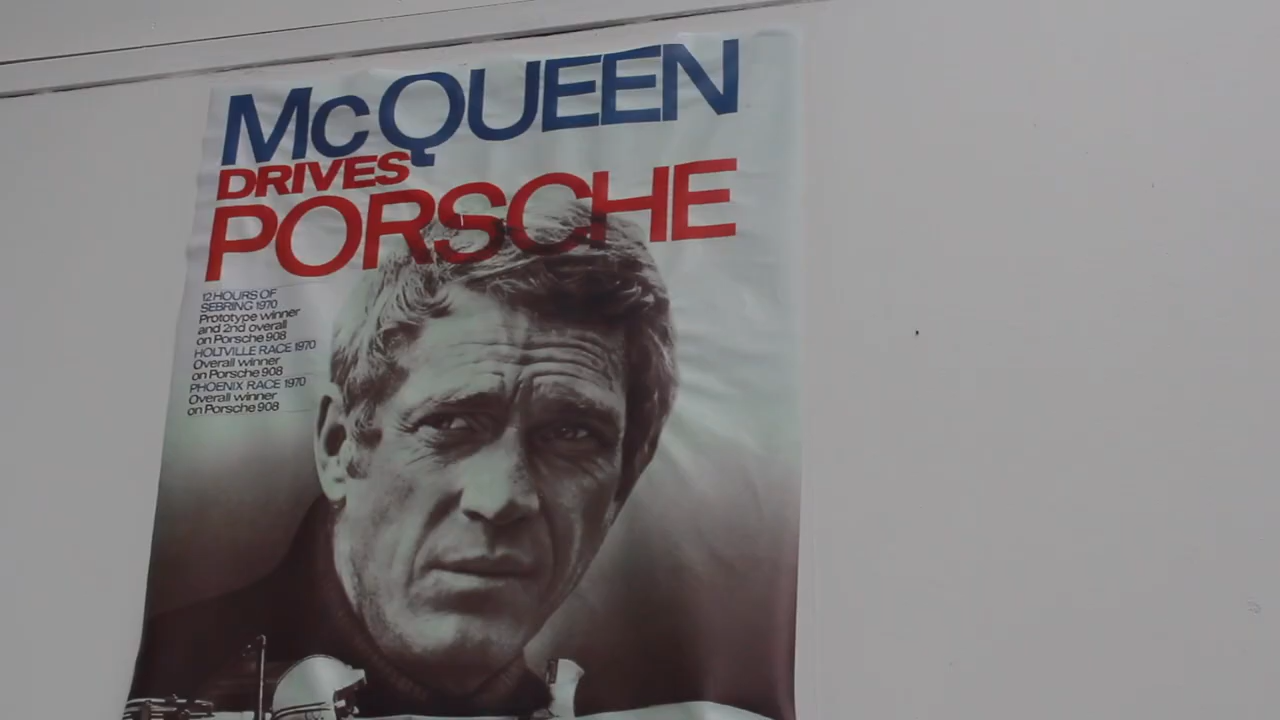 McQUEEN
DRIVES
PORSCHE
12 HOURS OF
SEBRING 1970
Prototype winner
and 2nd overall
on Porsche 908
HOLTVILLE RACE 1970
Overall winner
on Porsche 908
PHOENIX RACE 1970
Overall winner
on Porsche 908